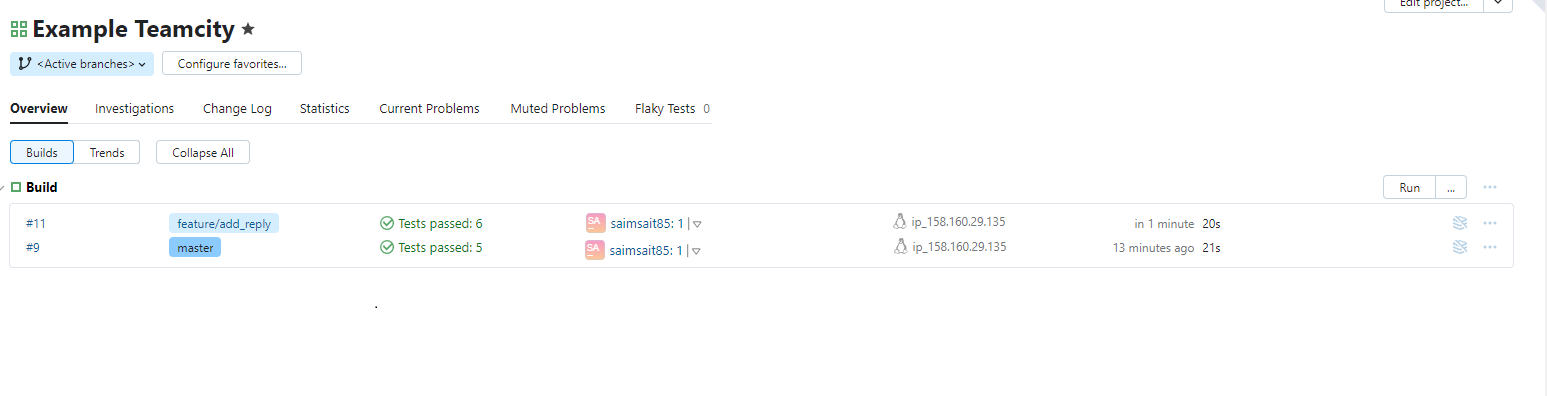 Edit project...
Example Teamcity
<Active branches> Configure favorites...
Overview Investigations Change Log Statistics Current Problems Muted Problems Flaky Tests 0
Builds Trends Collapse All
Build Run ...
#11 feature/add_reply Tests passed: 6 SA saimsait85: 1 | ip_158.160.29.135 in 1 minute 20s
#9 master Tests passed: 5 SA saimsait85: 1 | ip_158.160.29.135 13 minutes ago 21s